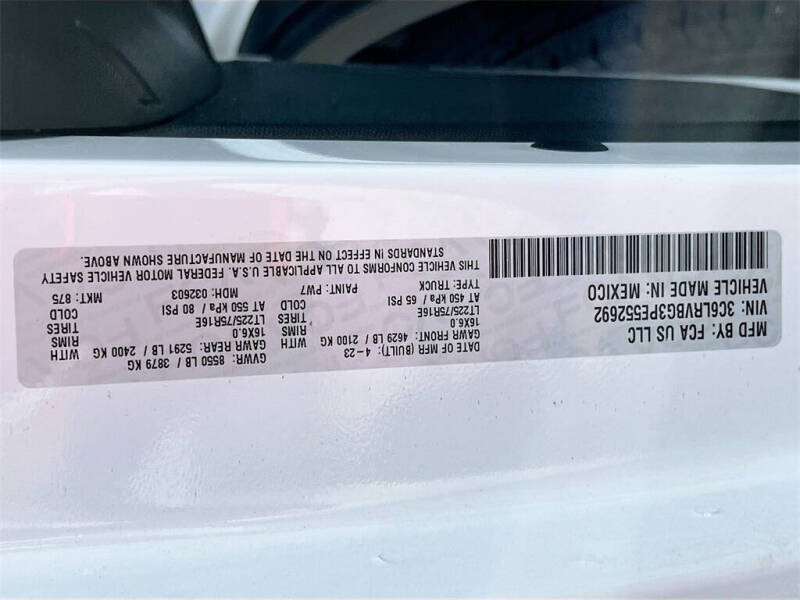 MFD BY: FCA US LLC
VIN: 3C6LRVBG3PE552692
VEHICLE MADE IN: MEXICO
DATE OF MFR (BUILT): 4-23 GVWR: 8550 LB / 3879 KG
GAWR FRONT: 4629 LB / 2100 KG GAWR REAR: 5291 LB / 2400 KG WITH
16X6.0 RIMS 16X6.0 RIMS
LT225/75R16E TIRES LT225/75R16E TIRES
AT 450 kPa / 65 PSI COLD AT 550 kPa / 80 PSI COLD
TYPE: TRUCK PAINT: PW7 MDH: 032603 MKT: 875
THIS VEHICLE CONFORMS TO ALL APPLICABLE U.S.A. FEDERAL MOTOR VEHICLE SAFETY
STANDARDS IN EFFECT ON THE DATE OF MANUFACTURE SHOWN ABOVE.